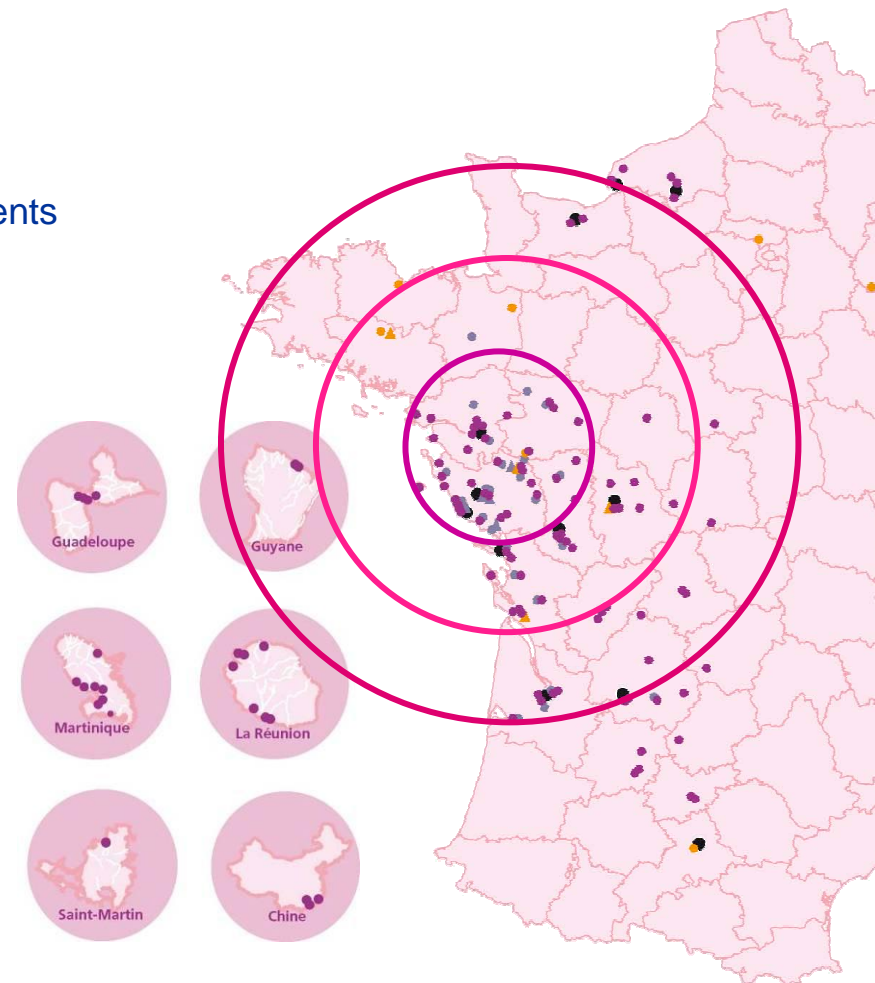 ents
Guadeloupe
Guyane
Martinique
La Réunion
Saint-Martin
Chine